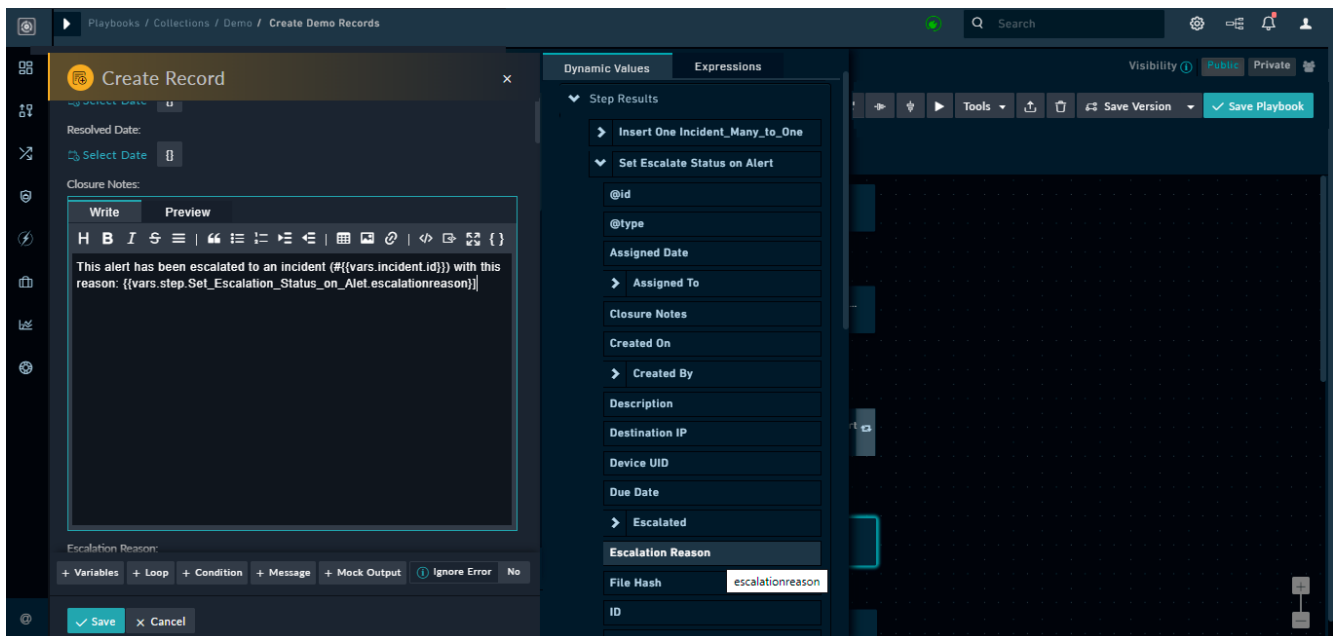 Playbooks / Collections / Demo / Create Demo Records
Search
Create Record
×
Select Date {}
Resolved Date:
Select Date {}
Closure Notes:
Write Preview
This alert has been escalated to an incident (#{{vars.incident.id}}) with this
reason: {{vars.step.Set_Escalation_Status_on_Alet.escalationreason}}
Escalation Reason:
+ Variables + Loop + Condition + Message + Mock Output Ignore Error No
Save × Cancel
Dynamic Values Expressions
Step Results
Insert One Incident_Many_to_One
Set Escalate Status on Alert
@id
@type
Assigned Date
Assigned To
Closure Notes
Created On
Created By
Description
Destination IP
Device UID
Due Date
Escalated
Escalation Reason
File Hash
escalationreason
ID
Visibility Public Private
Tools Save Version Save Playbook